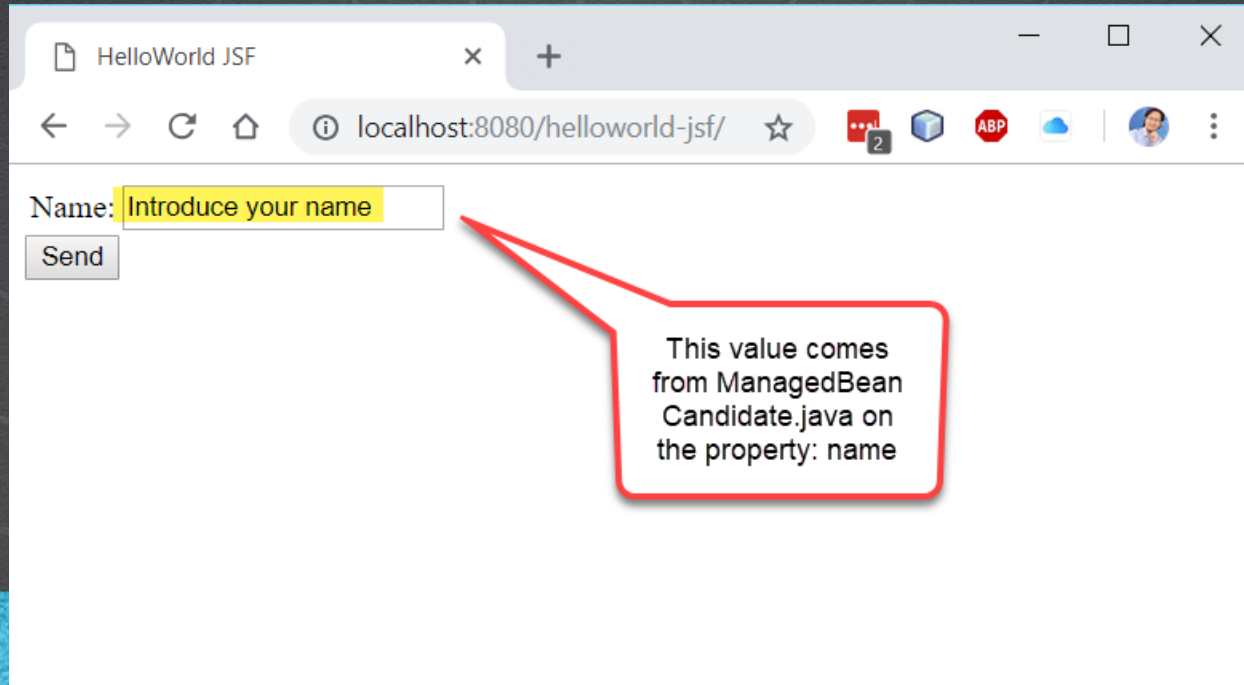 HelloWorld JSF
localhost:8080/helloworld-jsf/
2
ABP
Name: Introduce your name
Send
This value comes
from ManagedBean
Candidate.java on
the property: name